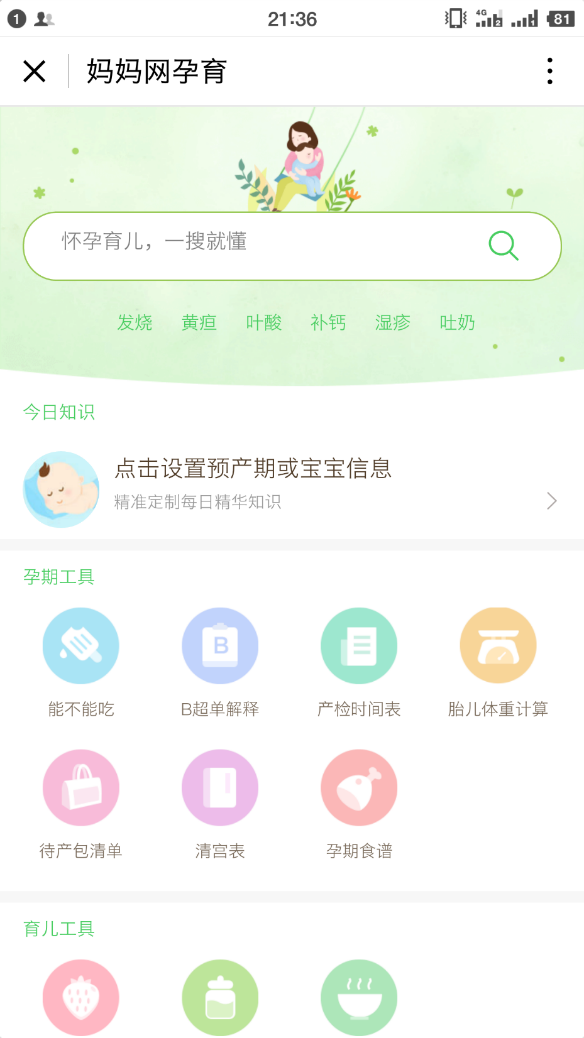 1
21:36
4G
2
81
妈妈网孕育
怀孕育儿，一搜就懂
发烧 黄疸 叶酸 补钙 湿疹 吐奶
今日知识
点击设置预产期或宝宝信息
精准定制每日精华知识
孕期工具
B
能不能吃 B超单解释 产检时间表 胎儿体重计算
待产包清单 清宫表 孕期食谱
育儿工具